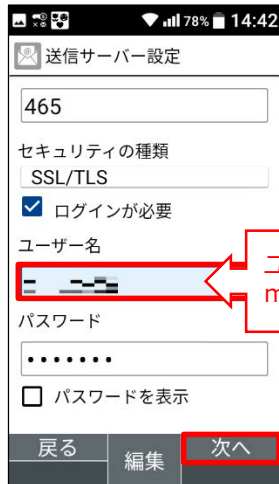 78% 14:42
送信サーバー設定
465
セキュリティの種類
SSL/TLS
ログインが必要
ユーザー名
パスワード
•••••••
パスワードを表示
戻る
編集
次へ